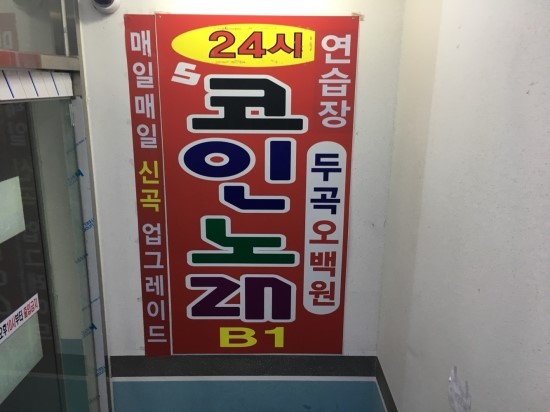 매일매일 신곡 업그레이드
24시
S
코인노래
연습장
두곡오백원
B1